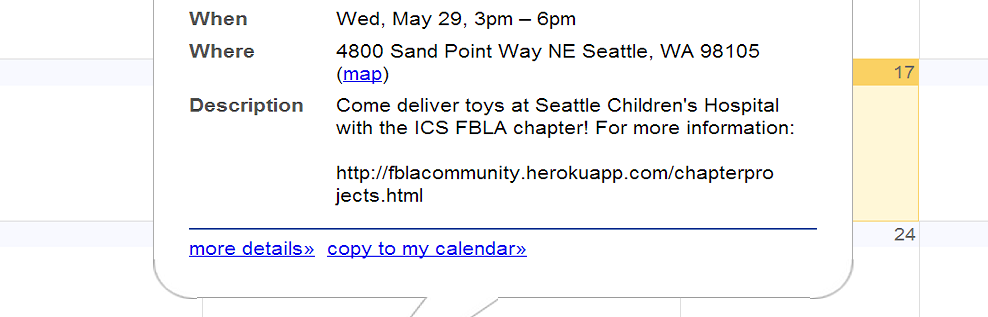 When Wed, May 29, 3pm – 6pm
Where 4800 Sand Point Way NE Seattle, WA 98105
(map)
17
Description Come deliver toys at Seattle Children's Hospital
with the ICS FBLA chapter! For more information:
http://fblacommunity.herokuapp.com/chapterpro
jects.html
24
more details» copy to my calendar»